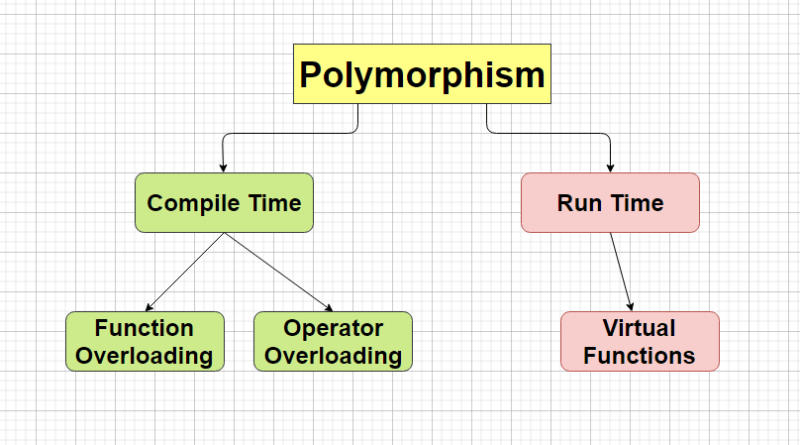 Polymorphism
Compile Time
Run Time
Function
Overloading
Operator
Overloading
Virtual
Functions